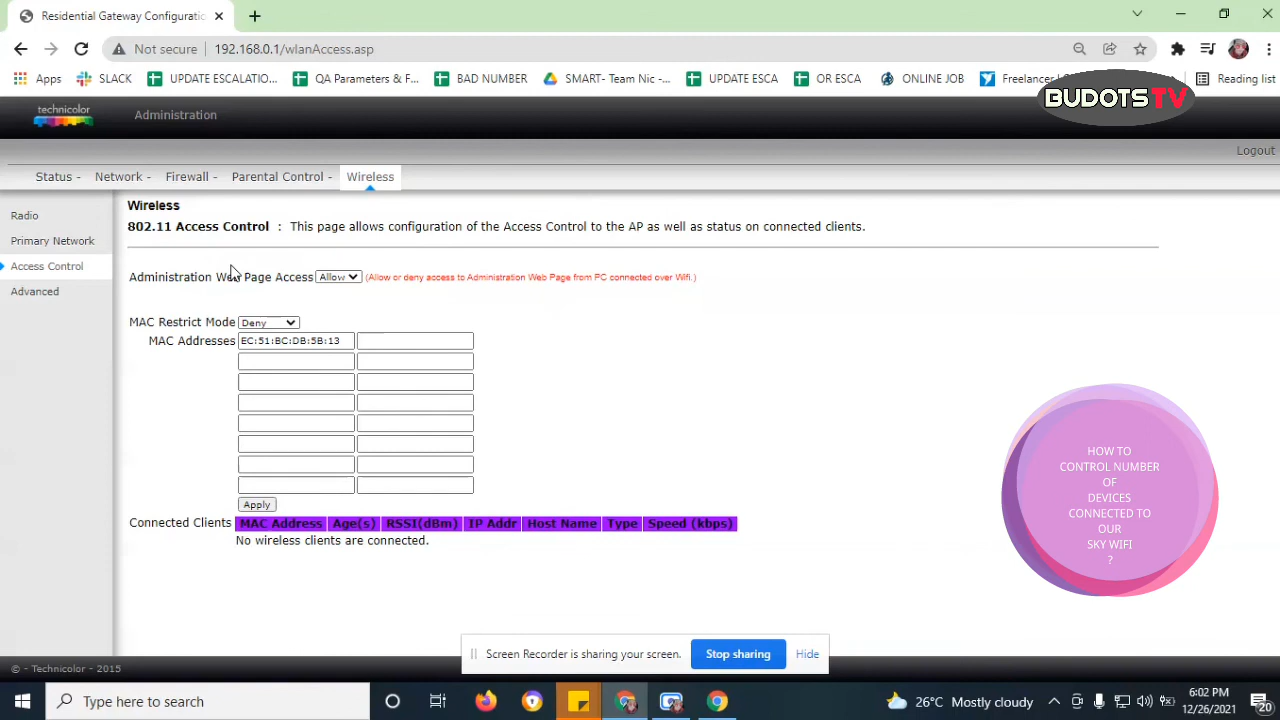 Residential Gateway Configuratio
Not secure
192.168.0.1/wlanAccess.asp
Apps
SLACK
UPDATE ESCALATIO...
QA Parameters & F...
BAD NUMBER
SMART- Team Nic -...
UPDATE ESCA
OR ESCA
ONLINE JOB
Freelancer
Reading list
BUDOTSTV
technicolor
Administration
Logout
Status -
Network -
Firewall -
Parental Control -
Wireless
Radio
Primary Network
Access Control
Advanced
Wireless
802.11 Access Control : This page allows configuration of the Access Control to the AP as well as status on connected clients.
Administration Web Page Access Allow (Allow or deny access to Administration Web Page from PC connected over Wifi.)
MAC Restrict Mode Deny
MAC Addresses EC:51:BC:DB:5B:13
Apply
Connected Clients MAC Address Age(s) RSSI(dBm) IP Addr Host Name Type Speed (kbps)
No wireless clients are connected.
HOW TO
CONTROL NUMBER
OF
DEVICES
CONNECTED TO
OUR
SKY WIFI
?
Screen Recorder is sharing your screen.
Stop sharing
Hide
© - Technicolor - 2015
Type here to search
26°C Mostly cloudy
6:02 PM
12/26/2021
20